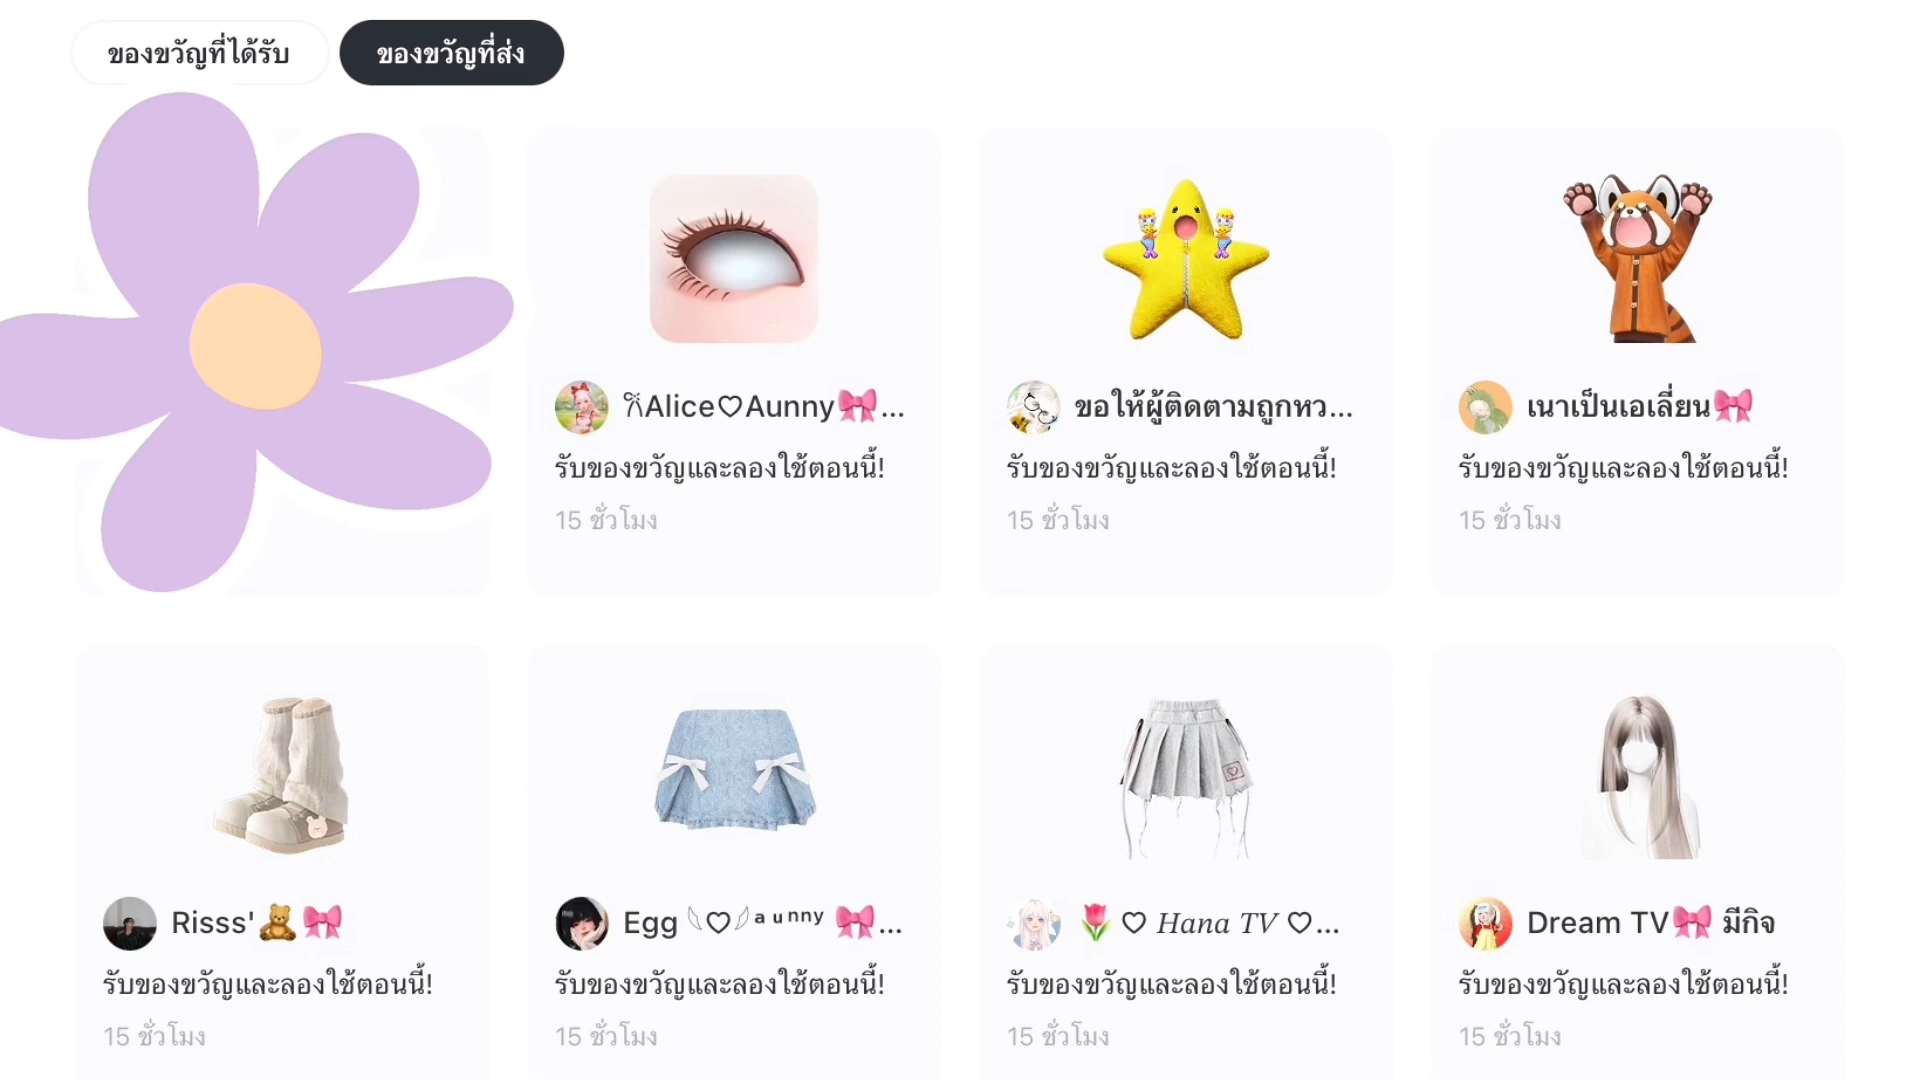 ของขวัญที่ได้รับ
ของขวัญที่ส่ง
ꔫAlice♡Aunny🎀...
รับของขวัญและลองใช้ตอนนี้!
15 ชั่วโมง
ขอให้ผู้ติดตามถูกหว...
รับของขวัญและลองใช้ตอนนี้!
15 ชั่วโมง
เนาเป็นเอเลี่ยน🎀
รับของขวัญและลองใช้ตอนนี้!
15 ชั่วโมง
Risss'🧸🎀
รับของขวัญและลองใช้ตอนนี้!
15 ชั่วโมง
Egg ♡ ᵃ ᵘ ⁿⁿʸ 🎀...
รับของขวัญและลองใช้ตอนนี้!
15 ชั่วโมง
🌷♡ Hana TV ♡...
รับของขวัญและลองใช้ตอนนี้!
15 ชั่วโมง
Dream TV🎀 มีกิจ
รับของขวัญและลองใช้ตอนนี้!
15 ชั่วโมง